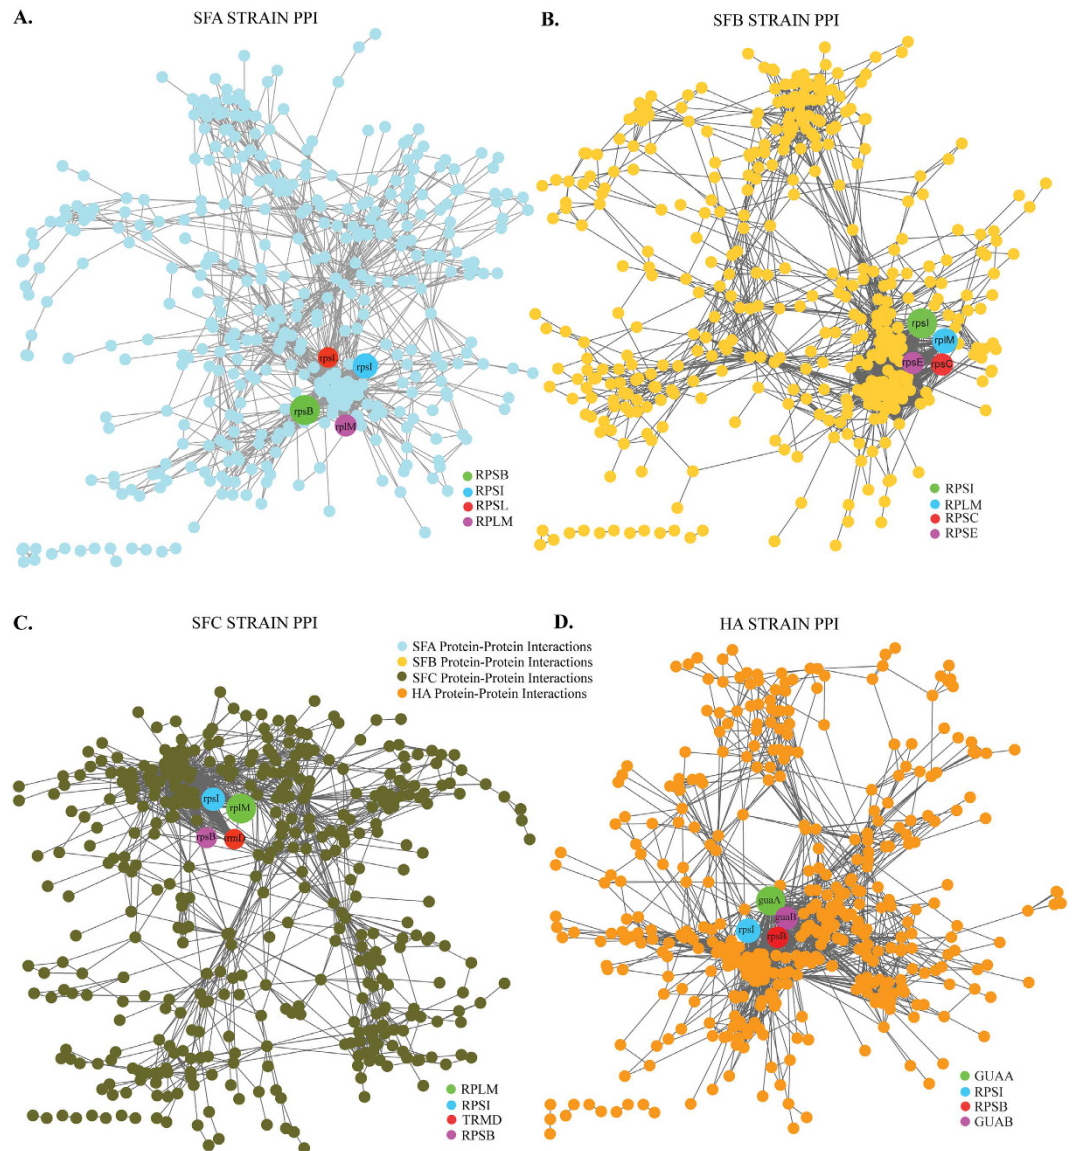 A.
SFA STRAIN PPI
rpsL
rpsI
rpsB
rplM
RPSB
RPSI
RPSL
RPLM
B.
SFB STRAIN PPI
rpsI
rplM
rpsE
rpsC
RPSI
RPLM
RPSC
RPSE
C.
SFC STRAIN PPI
SFA Protein-Protein Interactions
SFB Protein-Protein Interactions
SFC Protein-Protein Interactions
HA Protein-Protein Interactions
rpsI
rplM
rpsB
trmD
RPLM
RPSI
TRMD
RPSB
D.
HA STRAIN PPI
guaA
guaB
rpsI
rpsB
GUAA
RPSI
RPSB
GUAB